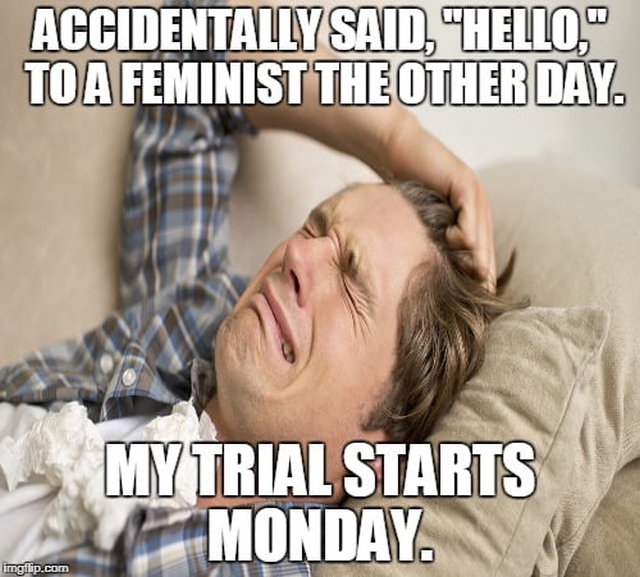 ACCIDENTALLY SAID, "HELLO,"
TO A FEMINIST THE OTHER DAY.
MY TRIAL STARTS
MONDAY.
imgflip.com